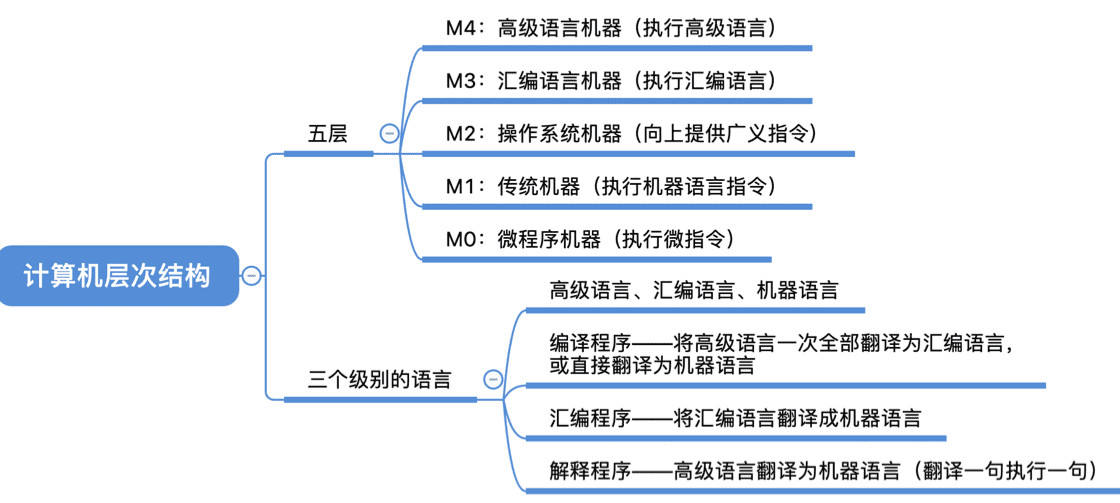 计算机层次结构
五层
M4：高级语言机器（执行高级语言）
M3：汇编语言机器（执行汇编语言）
M2：操作系统机器（向上提供广义指令）
M1：传统机器（执行机器语言指令）
M0：微程序机器（执行微指令）
三个级别的语言
高级语言、汇编语言、机器语言
编译程序——将高级语言一次全部翻译为汇编语言，
或直接翻译为机器语言
汇编程序——将汇编语言翻译成机器语言
解释程序——高级语言翻译为机器语言（翻译一句执行一句）